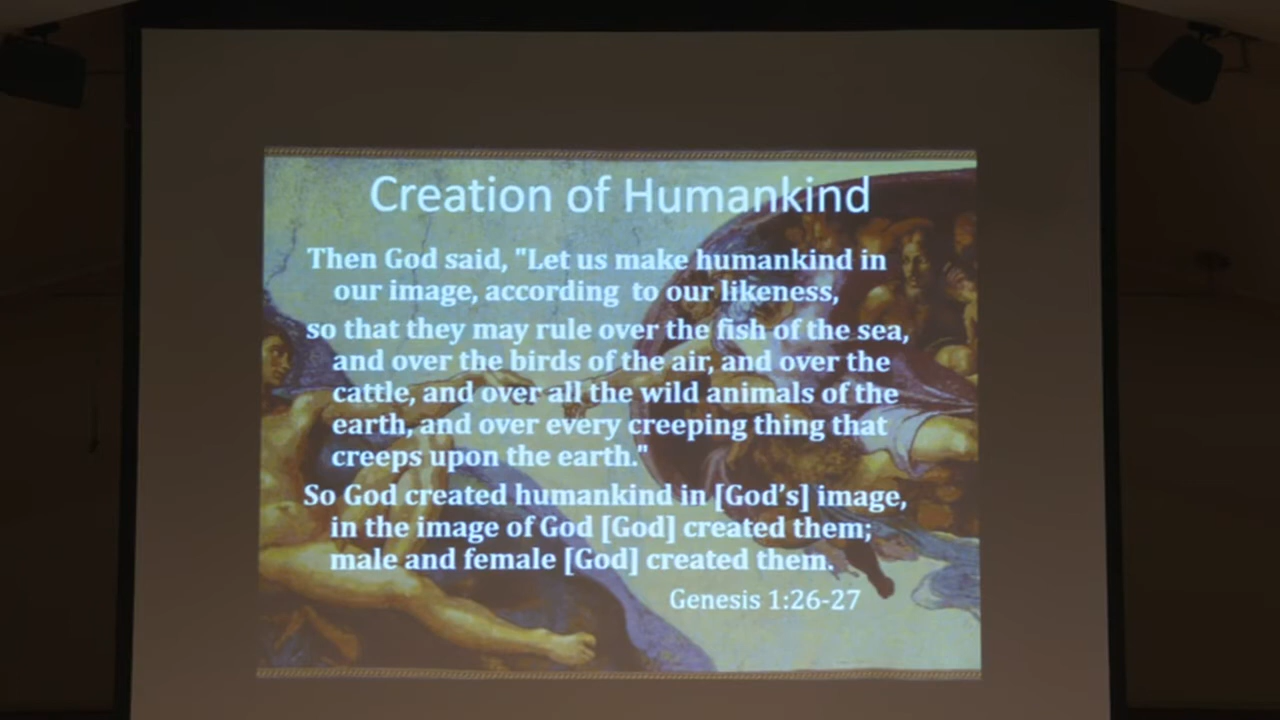 Creation of Humankind
Then God said, "Let us make humankind in
our image, according to our likeness,
so that they may rule over the fish of the sea,
and over the birds of the air, and over the
cattle, and over all the wild animals of the
earth, and over every creeping thing that
creeps upon the earth."
So God created humankind in [God’s] image,
in the image of God [God] created them;
male and female [God] created them.
Genesis 1:26-27